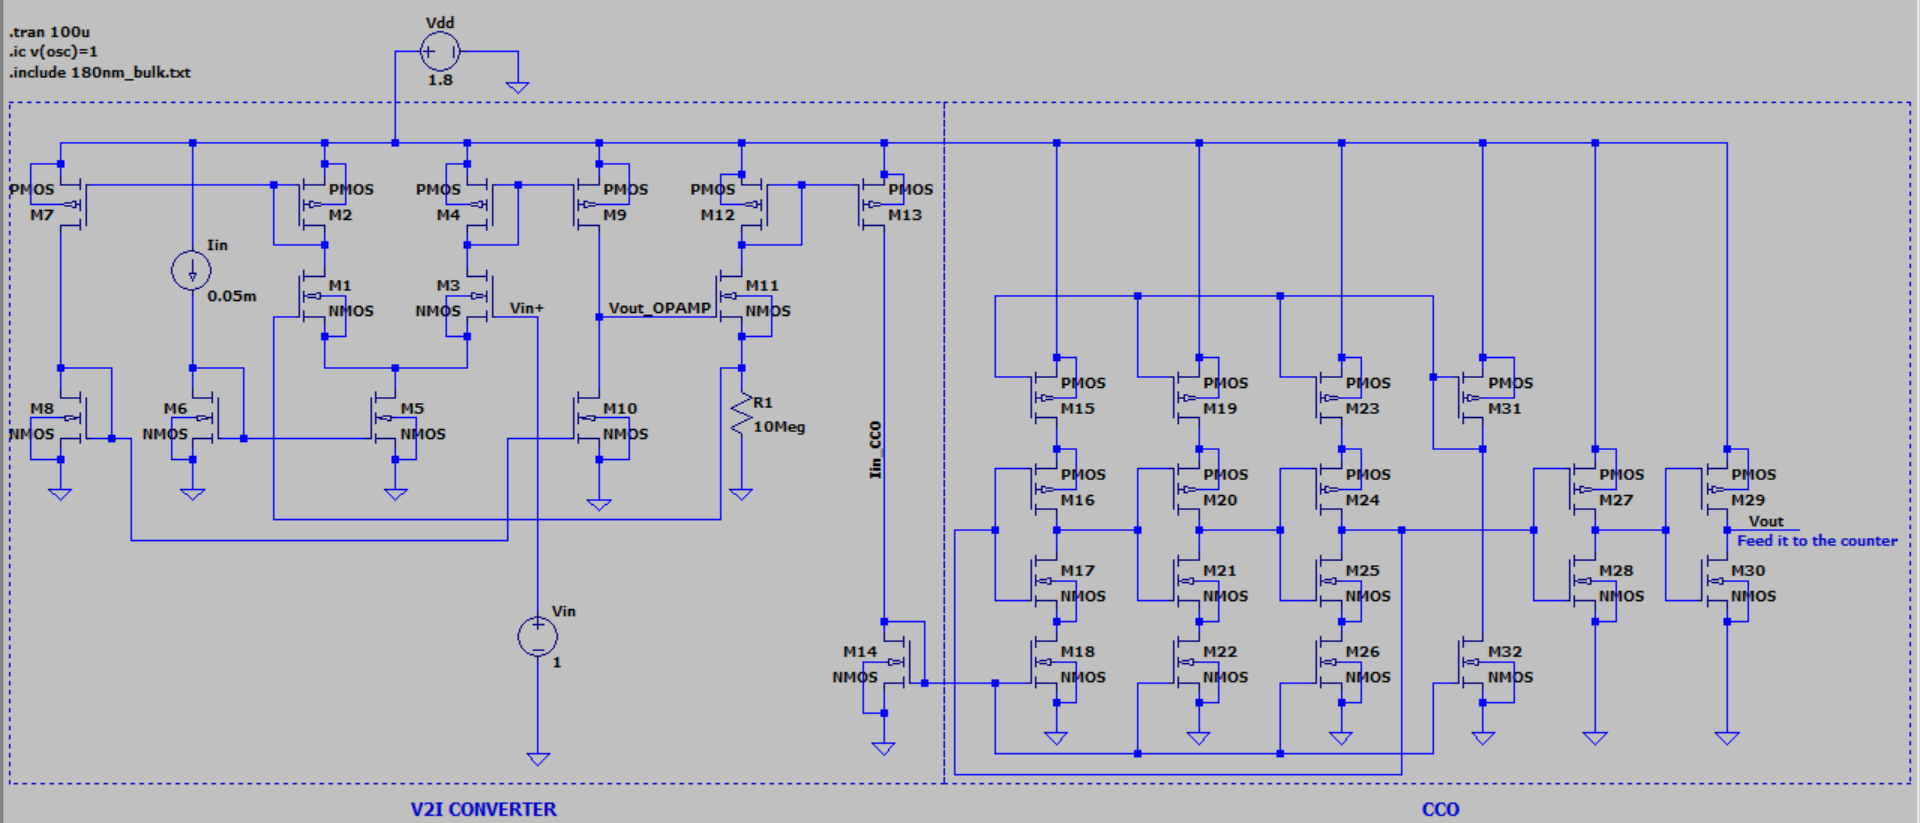 .tran 100u
.ic v(osc)=1
.include 180nm_bulk.txt
Vdd
1.8
PMOS
M7
PMOS
M2
PMOS
M4
PMOS
M9
PMOS
M12
PMOS
M13
Iin
0.05m
M1
NMOS
M3
NMOS
Vin+
Vout_OPAMP
M11
NMOS
M8
NMOS
M6
NMOS
M5
NMOS
M10
NMOS
R1
10Meg
Iin_CCO
Vin
1
M14
NMOS
PMOS
M15
PMOS
M19
PMOS
M23
PMOS
M31
PMOS
M16
PMOS
M20
PMOS
M24
PMOS
M27
PMOS
M29
Vout
Feed it to the counter
M17
NMOS
M21
NMOS
M25
NMOS
M28
NMOS
M30
NMOS
M18
NMOS
M22
NMOS
M26
NMOS
M32
NMOS
V2I CONVERTER
CCO